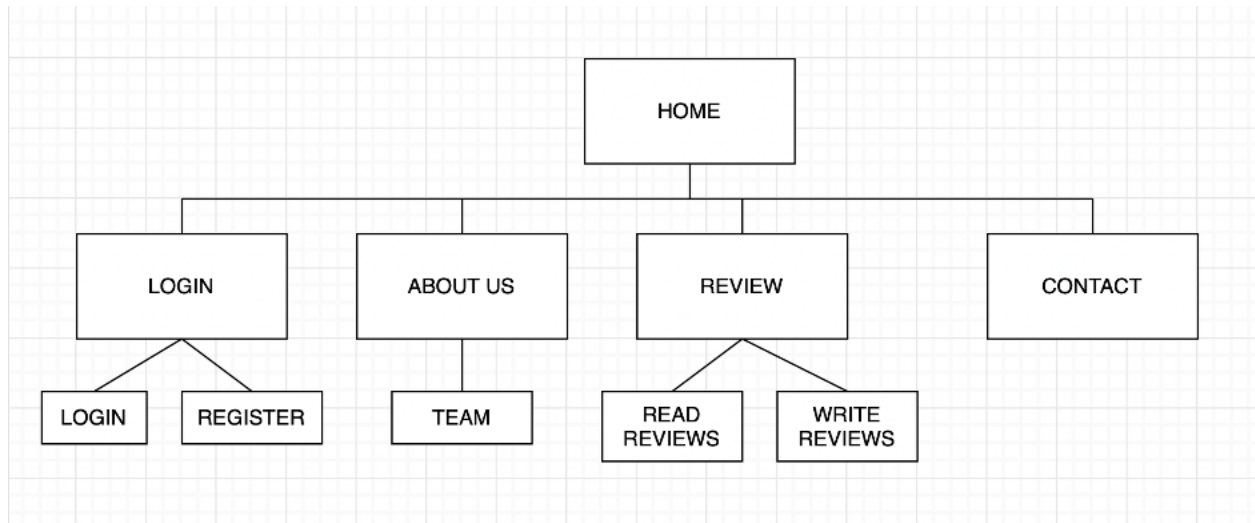 HOME
LOGIN
ABOUT US
REVIEW
CONTACT
LOGIN
REGISTER
TEAM
READ
REVIEWS
WRITE
REVIEWS